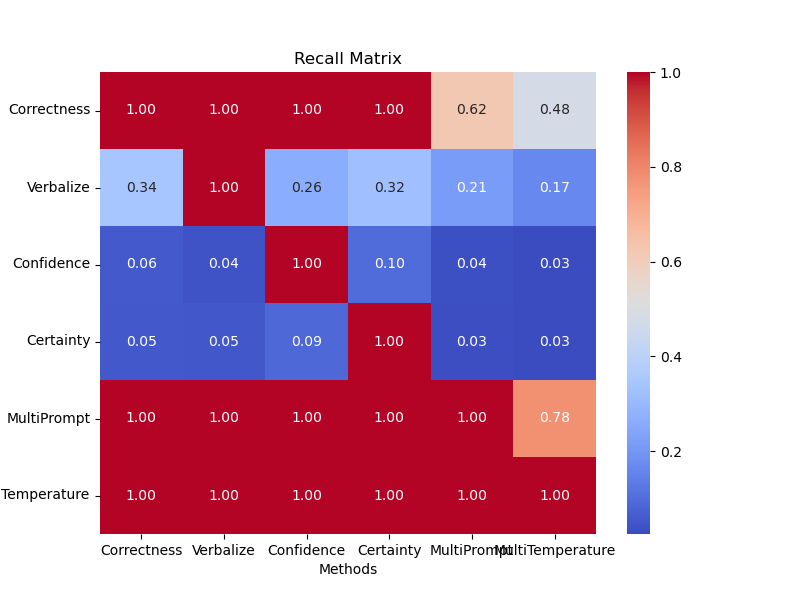 Recall Matrix
Correctness 1.00 1.00 1.00 1.00 0.62 0.48
Verbalize 0.34 1.00 0.26 0.32 0.21 0.17
Confidence 0.06 0.04 1.00 0.10 0.04 0.03
Certainty 0.05 0.05 0.09 1.00 0.03 0.03
MultiPrompt 1.00 1.00 1.00 1.00 1.00 0.78
Temperature 1.00 1.00 1.00 1.00 1.00 1.00
Correctness Verbalize Confidence Certainty MultiPrompt MultiTemperature
Methods
1.0
0.8
0.6
0.4
0.2